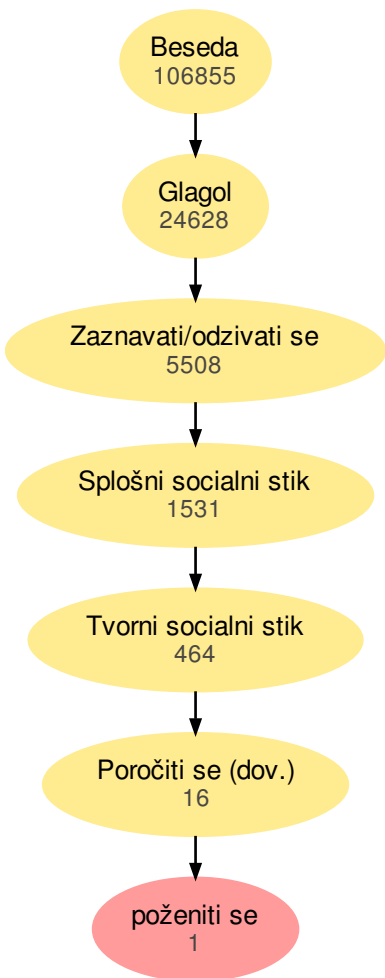 Beseda
106855
Glagol
24628
Zaznavati/odzivati se
5508
Splošni socialni stik
1531
Tvorni socialni stik
464
Poročiti se (dov.)
16
poženiti se
1